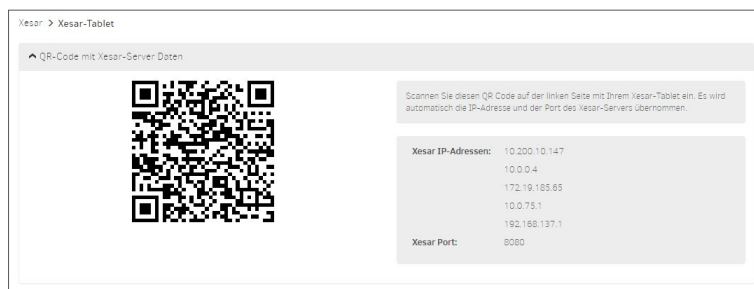 Xesar > Xesar-Tablet
QR-Code mit Xesar-Server Daten
Scannen Sie diesen QR Code auf der linken Seite mit Ihrem Xesar-Tablet ein. Es wird
automatisch die IP-Adresse und der Port des Xesar-Servers übernommen.
Xesar IP-Adressen: 10.200.10.147
10.0.0.4
172.19.185.65
10.0.75.1
192.168.137.1
Xesar Port: 8080